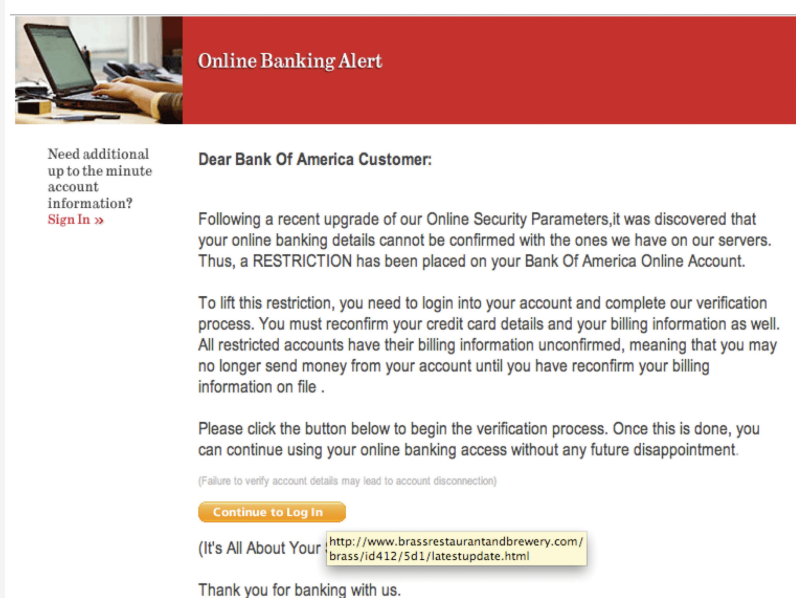 Online Banking Alert
Need additional
up to the minute
account
information?
Sign In »
Dear Bank Of America Customer:
Following a recent upgrade of our Online Security Parameters,it was discovered that
your online banking details cannot be confirmed with the ones we have on our servers.
Thus, a RESTRICTION has been placed on your Bank Of America Online Account.
To lift this restriction, you need to login into your account and complete our verification
process. You must reconfirm your credit card details and your billing information as well.
All restricted accounts have their billing information unconfirmed, meaning that you may
no longer send money from your account until you have reconfirm your billing
information on file .
Please click the button below to begin the verification process. Once this is done, you
can continue using your online banking access without any future disappointment.
(Failure to verify account details may lead to account disconnection)
Continue to Log In
(It's All About Your
http://www.brassrestaurantandbrewery.com/
brass/id412/5d1/latestupdate.html
Thank you for banking with us.